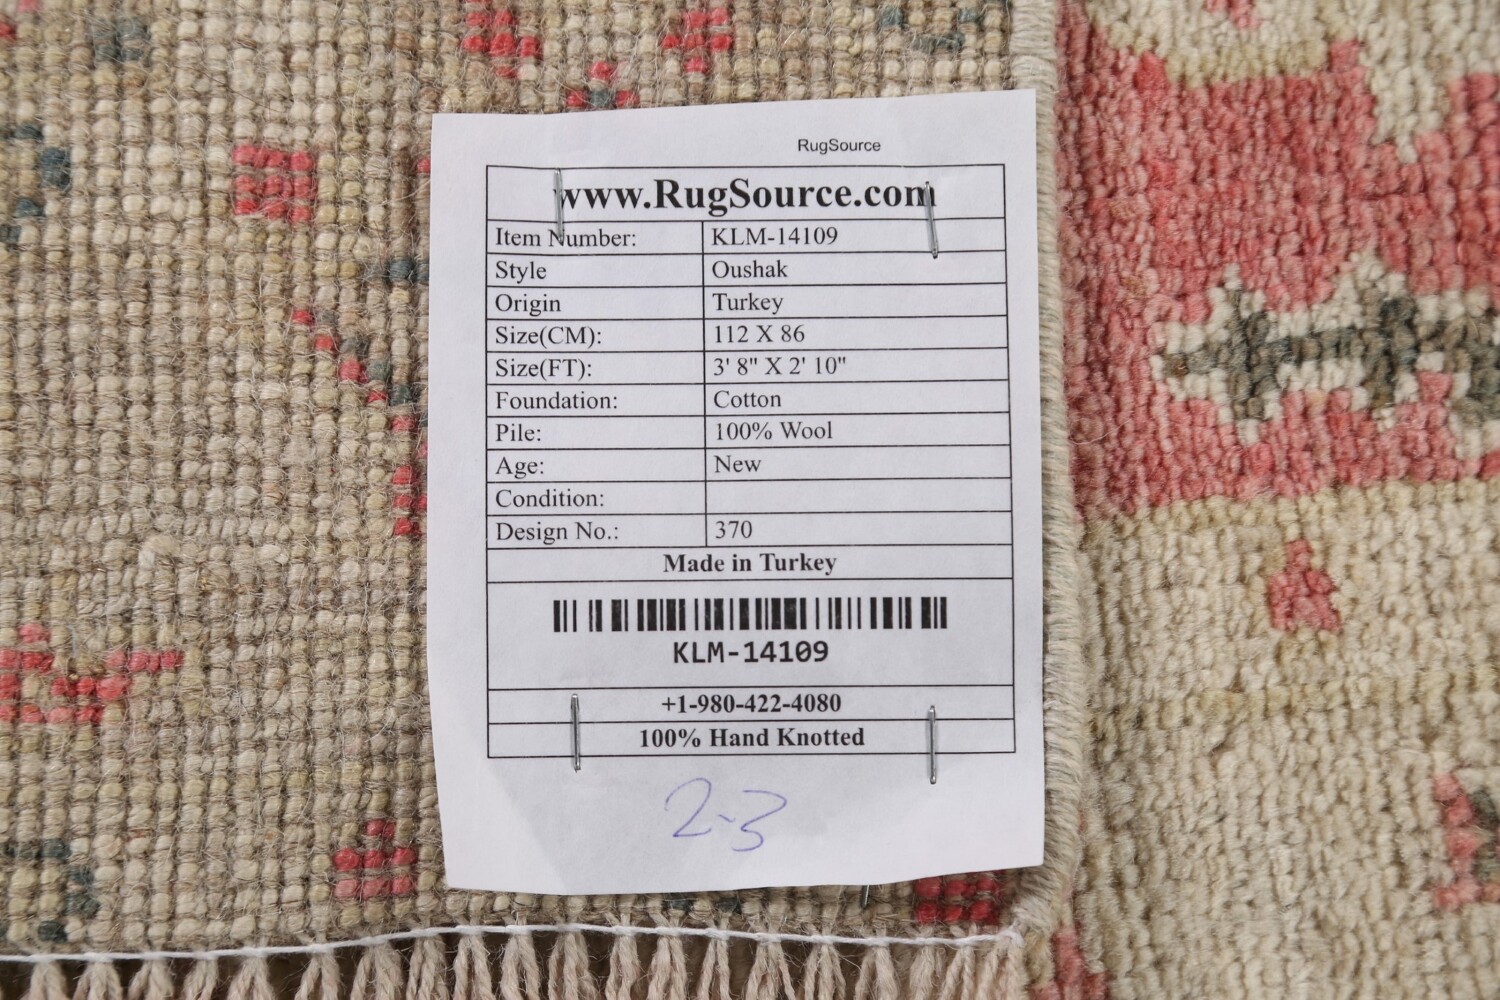 RugSource
www.RugSource.com
Item Number: KLM-14109
Style Oushak
Origin Turkey
Size(CM): 112 X 86
Size(FT): 3' 8" X 2' 10"
Foundation: Cotton
Pile: 100% Wool
Age: New
Condition:
Design No.: 370
Made in Turkey
KLM-14109
+1-980-422-4080
100% Hand Knotted
2-3